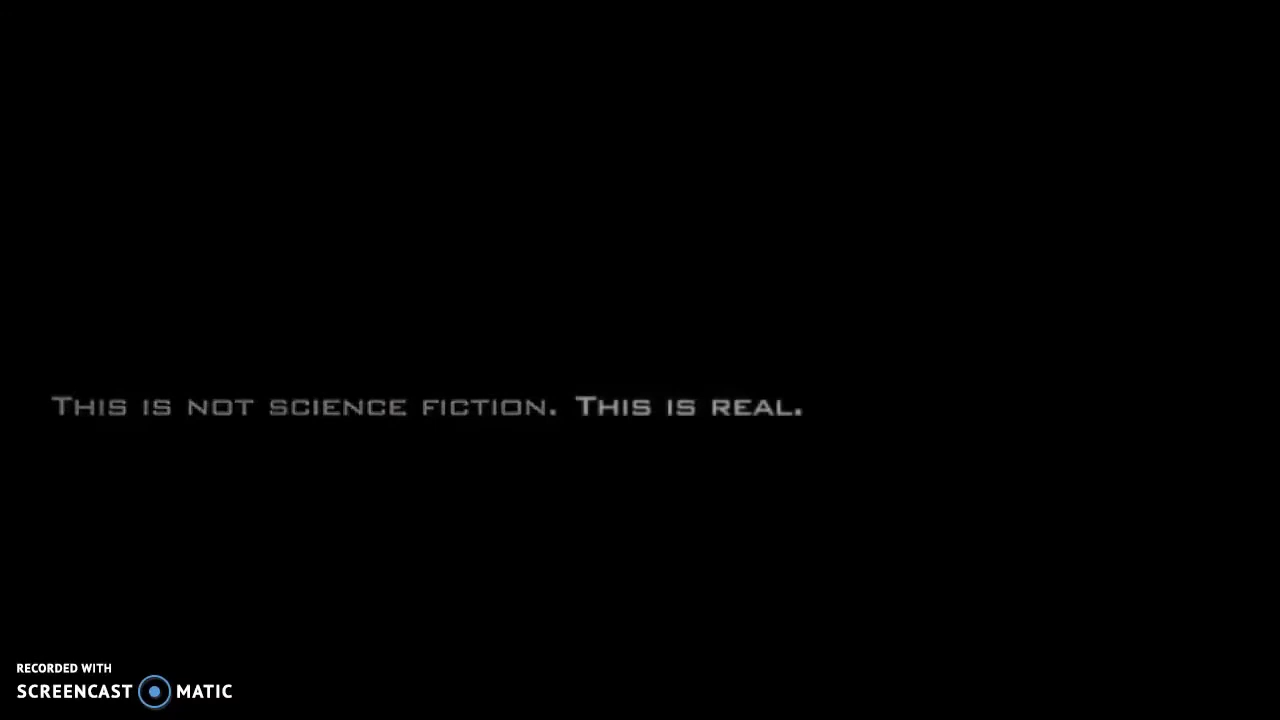 This is not science fiction. This is real.
RECORDED WITH
SCREENCAST MATIC